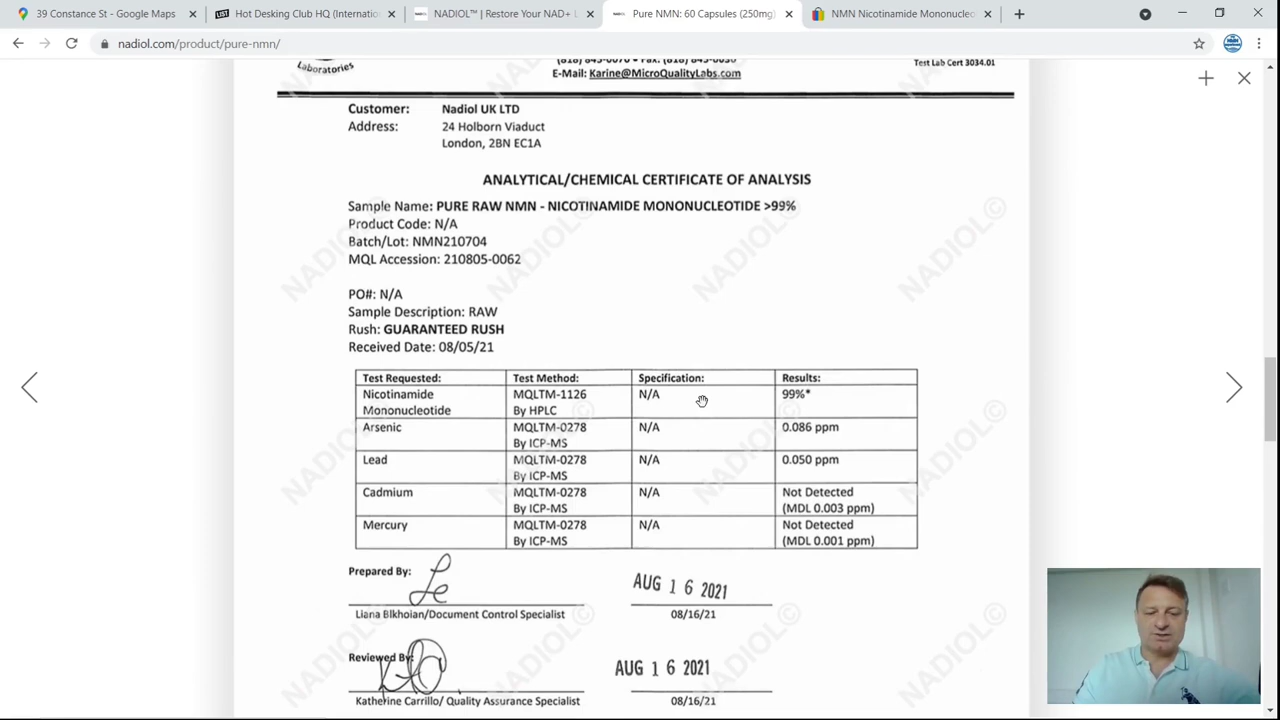 39 Constance St - Google Maps
Hot Desking Club HQ (Internatio
NADIOL™ | Restore Your NAD+ L
Pure NMN: 60 Capsules (250mg)
NMN Nicotinamide Mononucleo
nadiol.com/product/pure-nmn/
Laboratories
E-Mail: Karine@MicroQualityLabs.com
Test Lab Cert 3034.01
Customer: Nadiol UK LTD
Address: 24 Holborn Viaduct
London, 2BN EC1A
ANALYTICAL/CHEMICAL CERTIFICATE OF ANALYSIS
Sample Name: PURE RAW NMN - NICOTINAMIDE MONONUCLEOTIDE >99%
Product Code: N/A
Batch/Lot: NMN210704
MQL Accession: 210805-0062
PO#: N/A
Sample Description: RAW
Rush: GUARANTEED RUSH
Received Date: 08/05/21
Test Requested: Test Method: Specification: Results:
Nicotinamide MQLTM-1126 N/A 99%*
Mononucleotide By HPLC
Arsenic MQLTM-0278 N/A 0.086 ppm
By ICP-MS
Lead MQLTM-0278 N/A 0.050 ppm
By ICP-MS
Cadmium MQLTM-0278 N/A Not Detected
By ICP-MS (MDL 0.003 ppm)
Mercury MQLTM-0278 N/A Not Detected
By ICP-MS (MDL 0.001 ppm)
Prepared By:
AUG 16 2021
Liana Blkhoian/Document Control Specialist 08/16/21
Reviewed By:
AUG 16 2021
Katherine Carrillo/ Quality Assurance Specialist 08/16/21
NADIOL©